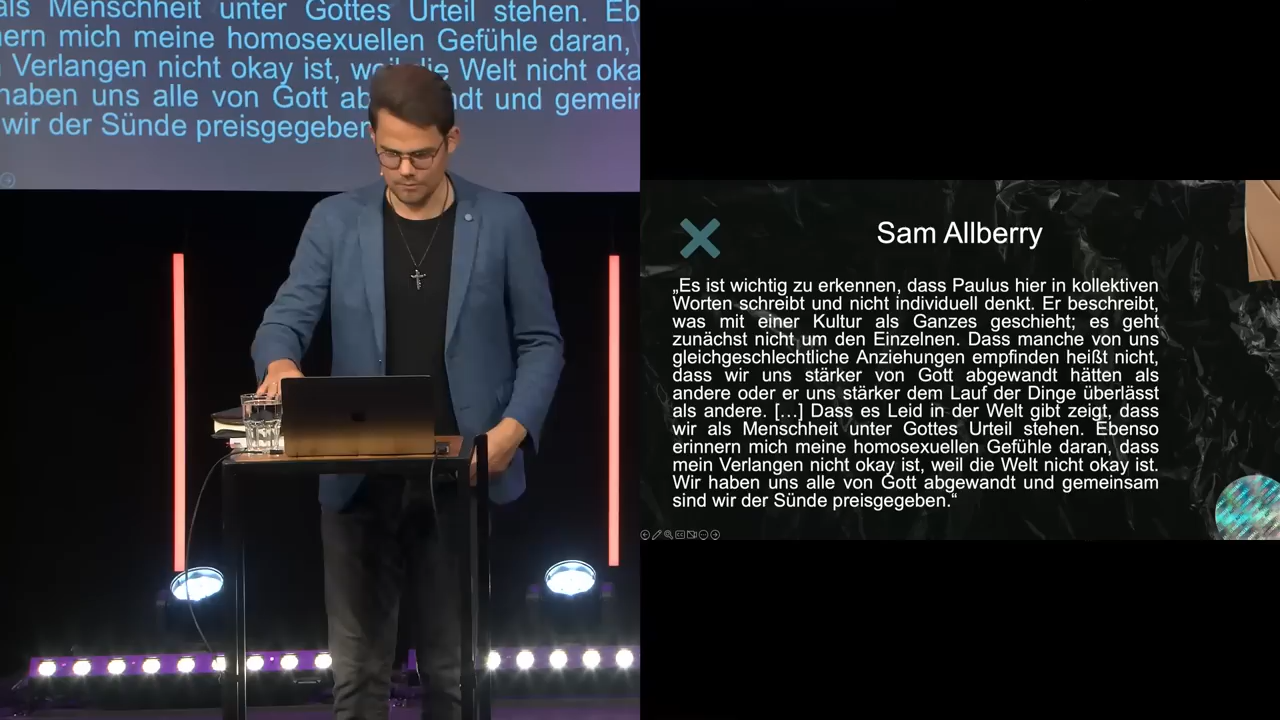 als Menschheit unter Gottes Urteil stehen. Eb
nern mich meine homosexuellen Gefühle daran,
Verlangen nicht okay ist, weil die Welt nicht oka
haben uns alle von Gott abgewandt und gemein
wir der Sünde preisgegeben
Sam Allberry
„Es ist wichtig zu erkennen, dass Paulus hier in kollektiven
Worten schreibt und nicht individuell denkt. Er beschreibt,
was mit einer Kultur als Ganzes geschieht; es geht
zunächst nicht um den Einzelnen. Dass manche von uns
gleichgeschlechtliche Anziehungen empfinden heißt nicht,
dass wir uns stärker von Gott abgewandt hätten als
andere oder er uns stärker dem Lauf der Dinge überlässt
als andere. [...] Dass es Leid in der Welt gibt zeigt, dass
wir als Menschheit unter Gottes Urteil stehen. Ebenso
erinnern mich meine homosexuellen Gefühle daran, dass
mein Verlangen nicht okay ist, weil die Welt nicht okay ist.
Wir haben uns alle von Gott abgewandt und gemeinsam
sind wir der Sünde preisgegeben.“